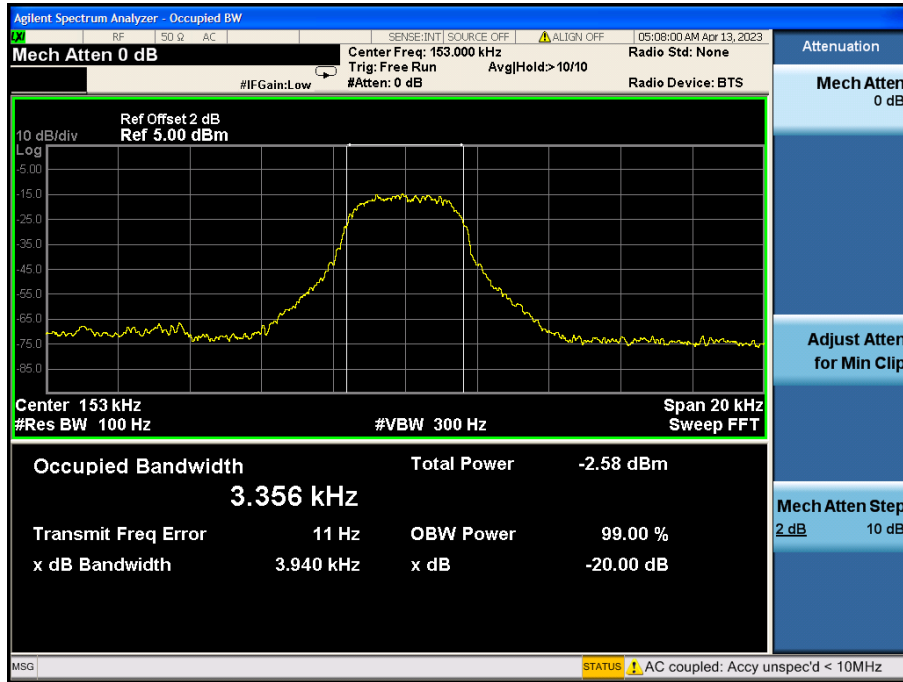 Agilent Spectrum Analyzer - Occupied BW
LXI RF 50 Ω AC SENSE:INT SOURCE OFF ALIGN OFF 05:08:00 AM Apr 13, 2023
Mech Atten 0 dB
Center Freq: 153.000 kHz Radio Std: None
Trig: Free Run Avg|Hold:> 10/10
#IFGain:Low #Atten: 0 dB Radio Device: BTS
Ref Offset 2 dB
10 dB/div Ref 5.00 dBm
Log
-5.00
-15.0
-25.0
-35.0
-45.0
-55.0
-65.0
-75.0
-85.0
Center 153 kHz Span 20 kHz
#Res BW 100 Hz #VBW 300 Hz Sweep FFT
Occupied Bandwidth Total Power -2.58 dBm
3.356 kHz
Transmit Freq Error 11 Hz OBW Power 99.00 %
x dB Bandwidth 3.940 kHz x dB -20.00 dB
MSG STATUS AC coupled: Accy unspec'd < 10MHz
Attenuation
Mech Atten
0 dB
Adjust Atten
for Min Clip
Mech Atten Step
2 dB 10 dB